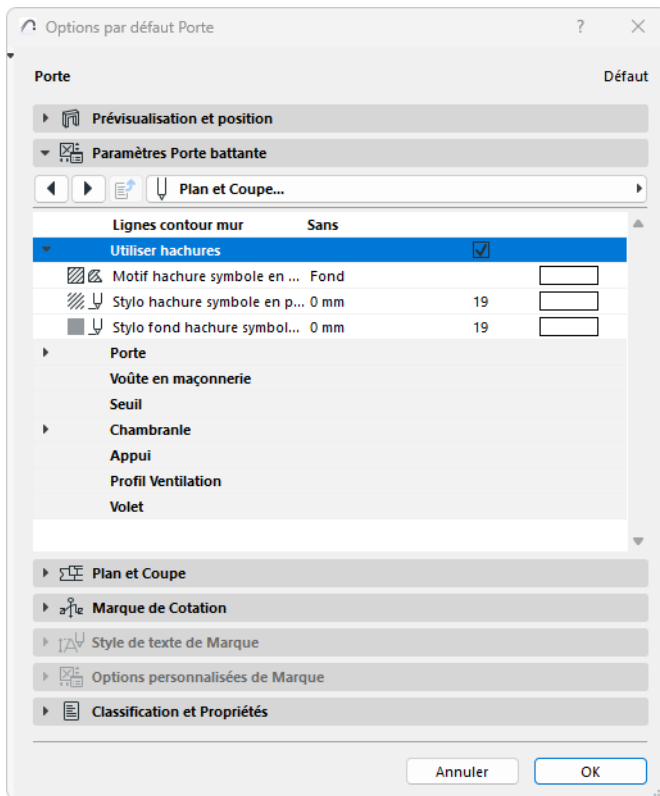 Options par défaut Porte
Porte Défaut
Prévisualisation et position
Paramètres Porte battante
Plan et Coupe...
Lignes contour mur Sans
Utiliser hachures
Motif hachure symbole en ... Fond
Stylo hachure symbole en p... 0 mm 19
Stylo fond hachure symbol... 0 mm 19
Porte
Voûte en maçonnerie
Seuil
Chambranle
Appui
Profil Ventilation
Volet
Plan et Coupe
Marque de Cotation
Style de texte de Marque
Options personnalisées de Marque
Classification et Propriétés
Annuler OK